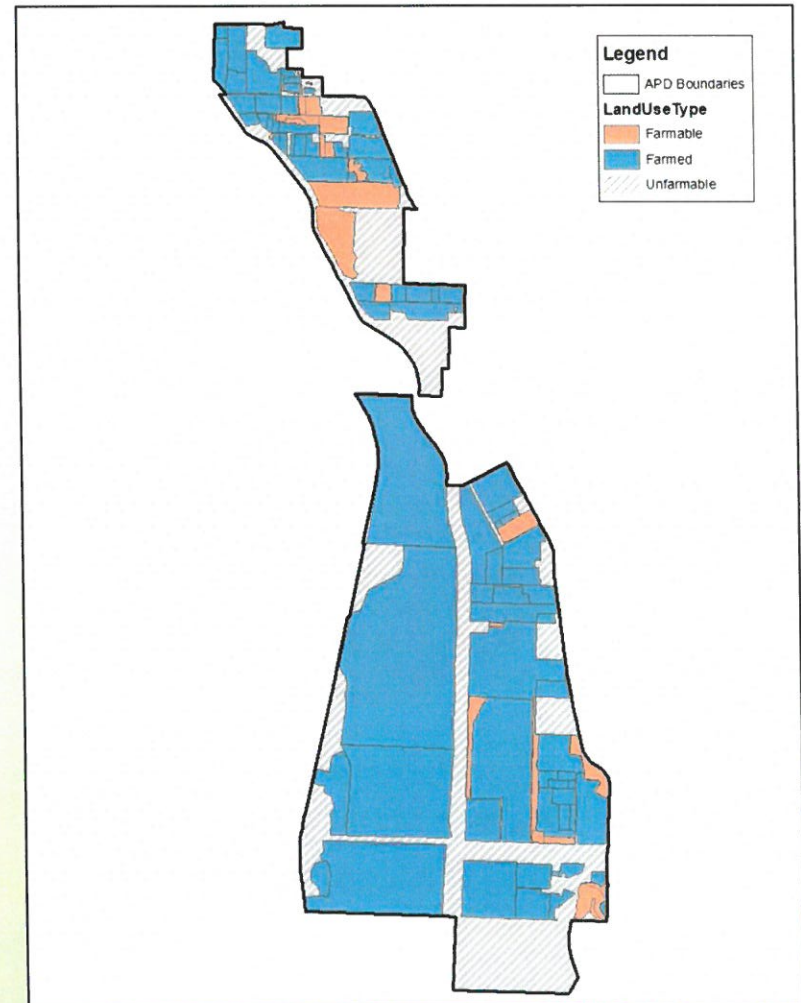 Legend
APD Boundaries
LandUseType
Farmable
Farmed
Unfarmable